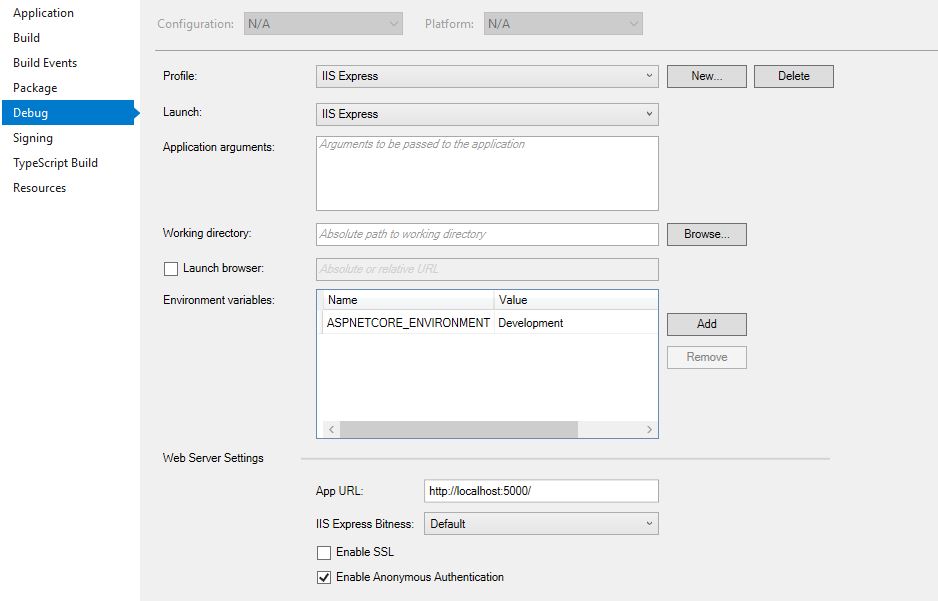 Application
Build
Build Events
Package
Debug
Signing
TypeScript Build
Resources
Configuration: N/A Platform: N/A
Profile: IIS Express New... Delete
Launch: IIS Express
Application arguments: Arguments to be passed to the application
Working directory: Absolute path to working directory Browse...
Launch browser: Absolute or relative URL
Environment variables: Name Value
ASPNETCORE_ENVIRONMENT Development Add
Remove
Web Server Settings
App URL: http://localhost:5000/
IIS Express Bitness: Default
Enable SSL
Enable Anonymous Authentication